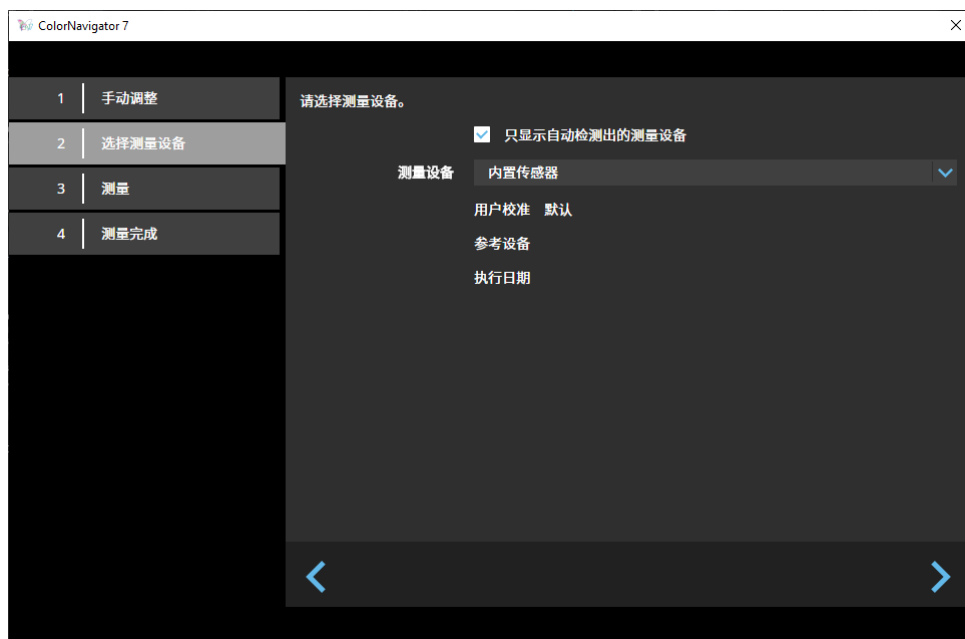 ColorNavigator 7
1 手动调整
2 选择测量设备
3 测量
4 测量完成
请选择测量设备。
只显示自动检测出的测量设备
测量设备 内置传感器
用户校准 默认
参考设备
执行日期